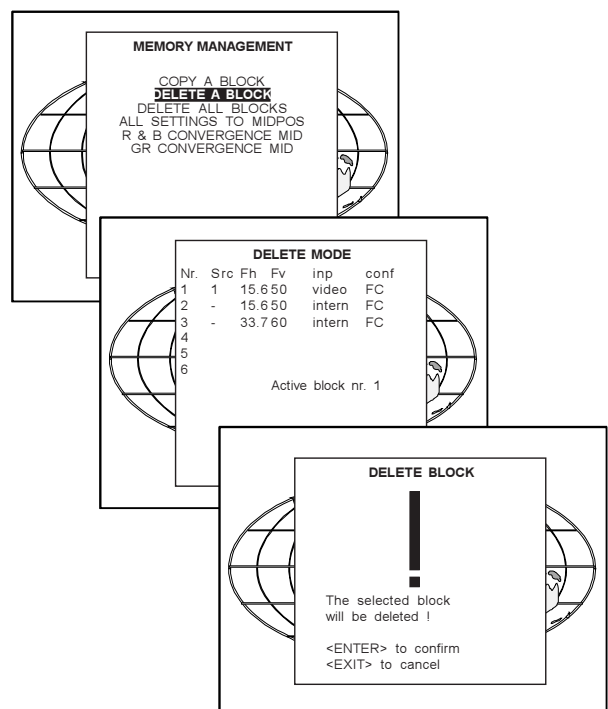 MEMORY MANAGEMENT
COPY A BLOCK
DELETE A BLOCK
DELETE ALL BLOCKS
ALL SETTINGS TO MIDPOS
R & B CONVERGENCE MID
GR CONVERGENCE MID
DELETE MODE
Nr. Src Fh Fv inp conf
1 1 15.6 50 video FC
2 - 15.6 50 intern FC
3 - 33.7 60 intern FC
4
5
6
Active block nr. 1
DELETE BLOCK
!
The selected block
will be deleted !
<ENTER> to confirm
<EXIT> to cancel